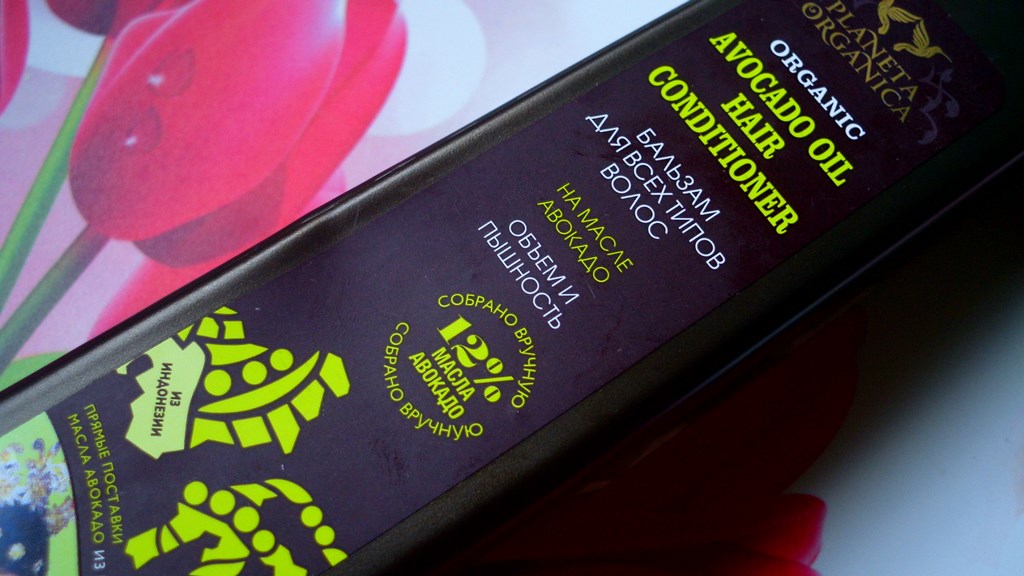 PLANETA
ORGANICA
ORGANIC
AVOCADO OIL
HAIR
CONDITIONER
БАЛЬЗАМ
ДЛЯ ВСЕХ ТИПОВ
ВОЛОС
НА МАСЛЕ
АВОКАДО
ОБЪЕМ И
ПЫШНОСТЬ
СОБРАНО ВРУЧНУЮ
12%
МАСЛА
АВОКАДО
СОБРАНО ВРУЧНУЮ
ИЗ
ИНДОНЕЗИИ
ПРЯМЫЕ ПОСТАВКИ
МАСЛА АВОКАДО ИЗ